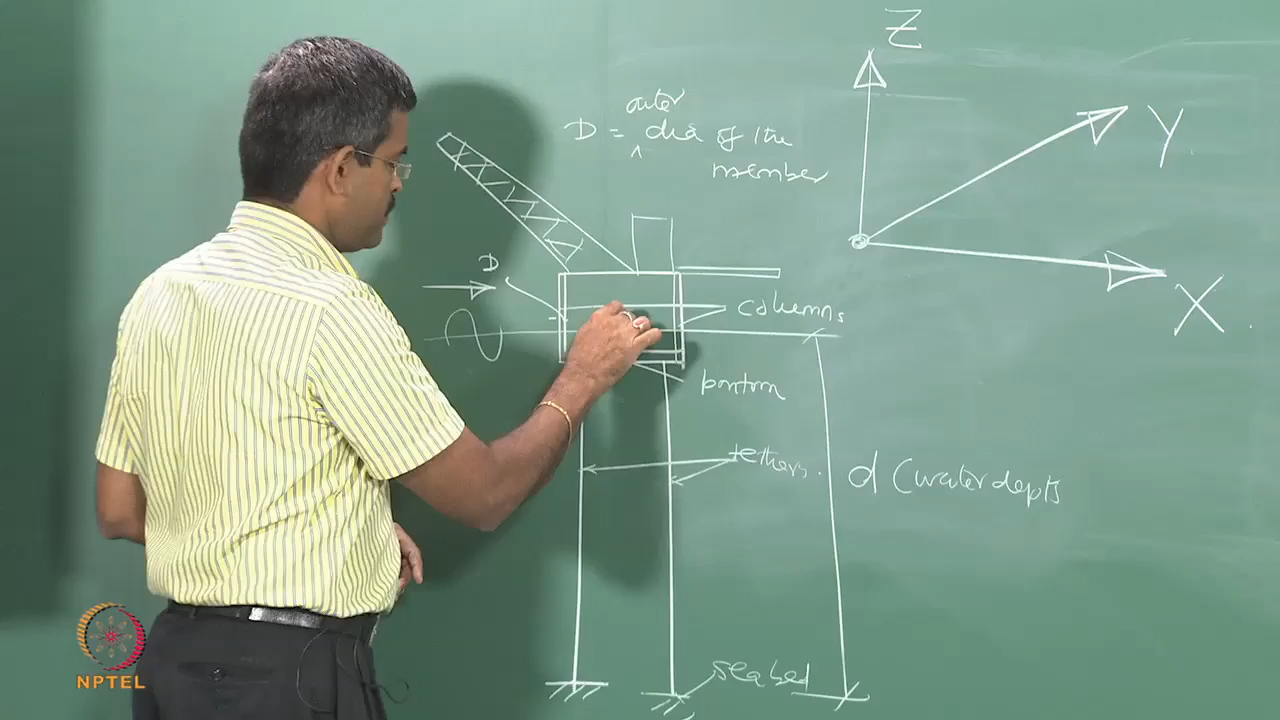 Z
outer
D = dia of the
^
member
Y
D
X
columns
pontoon
tethers.
d (water depth
seabed
NPTEL